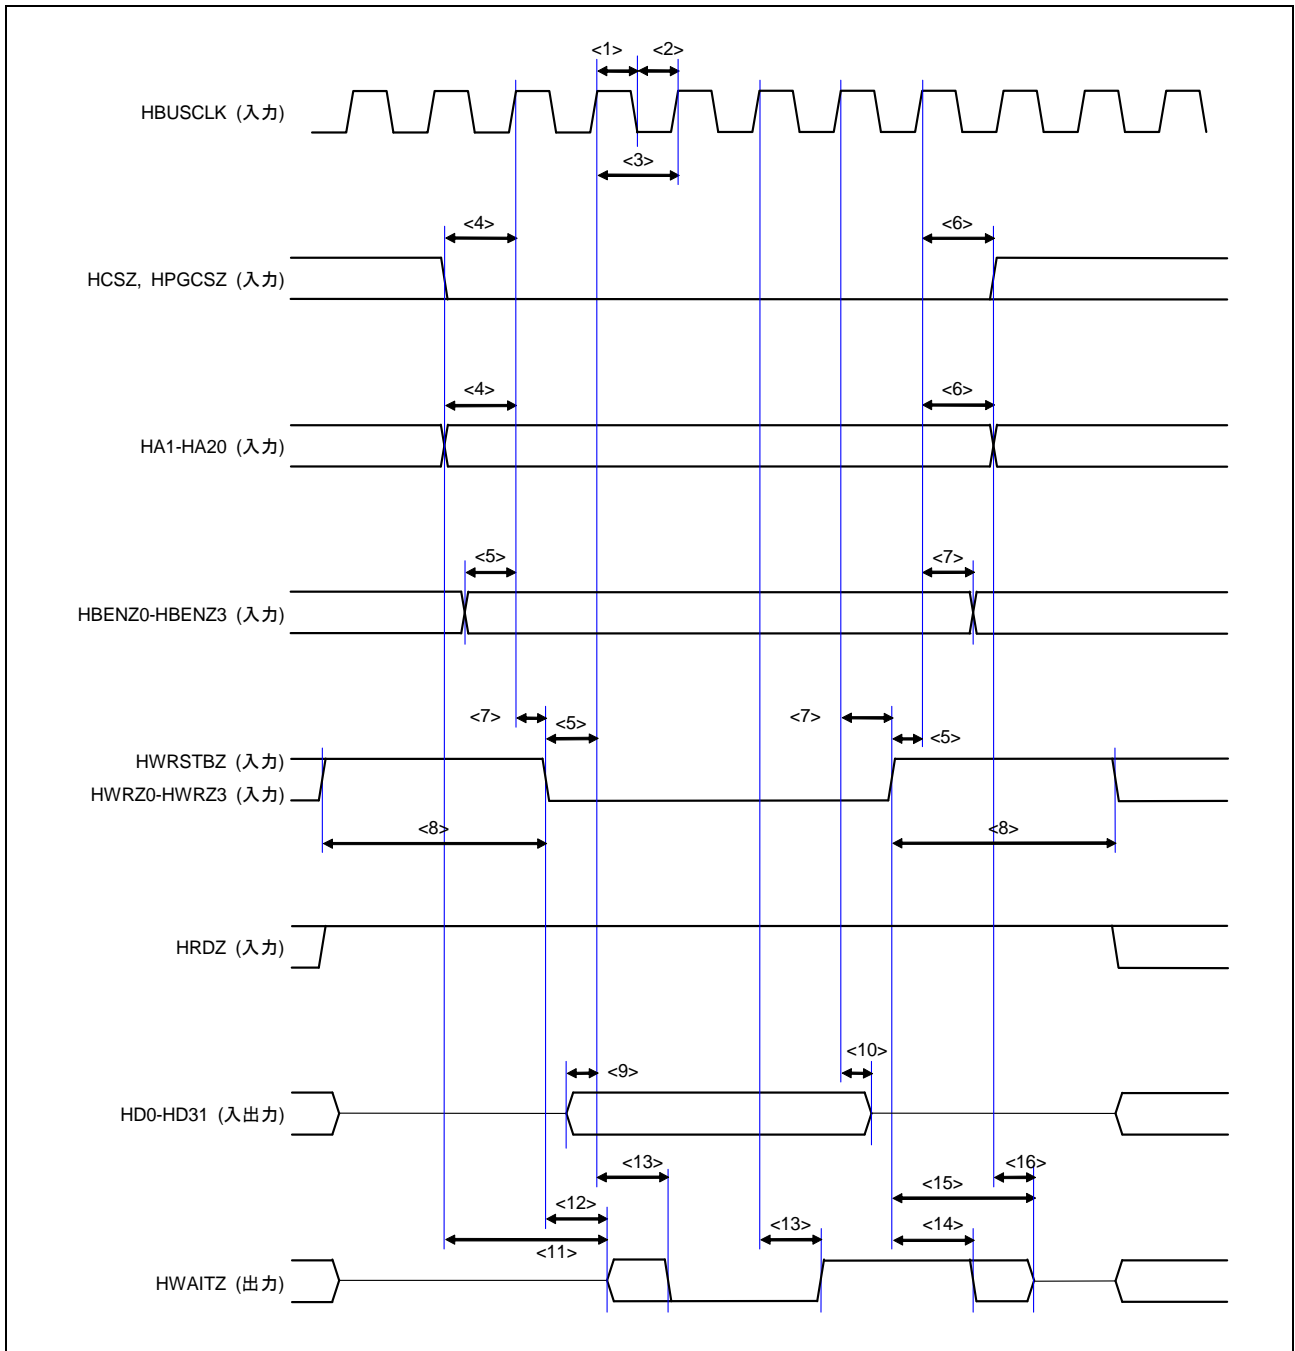 <1> <2>
HBUSCLK (入力)
<3>
<4> <6>
HCSZ, HPGCSZ (入力)
<4> <6>
HA1-HA20 (入力)
<5> <7>
HBENZ0-HBENZ3 (入力)
<7> <5> <7> <5>
HWRSTBZ (入力)
HWRZ0-HWRZ3 (入力)
<8> <8>
HRDZ (入力)
<10>
<9>
HD0-HD31 (入出力)
<13> <16>
<15>
<12> <13> <14>
<11>
HWAITZ (出力)